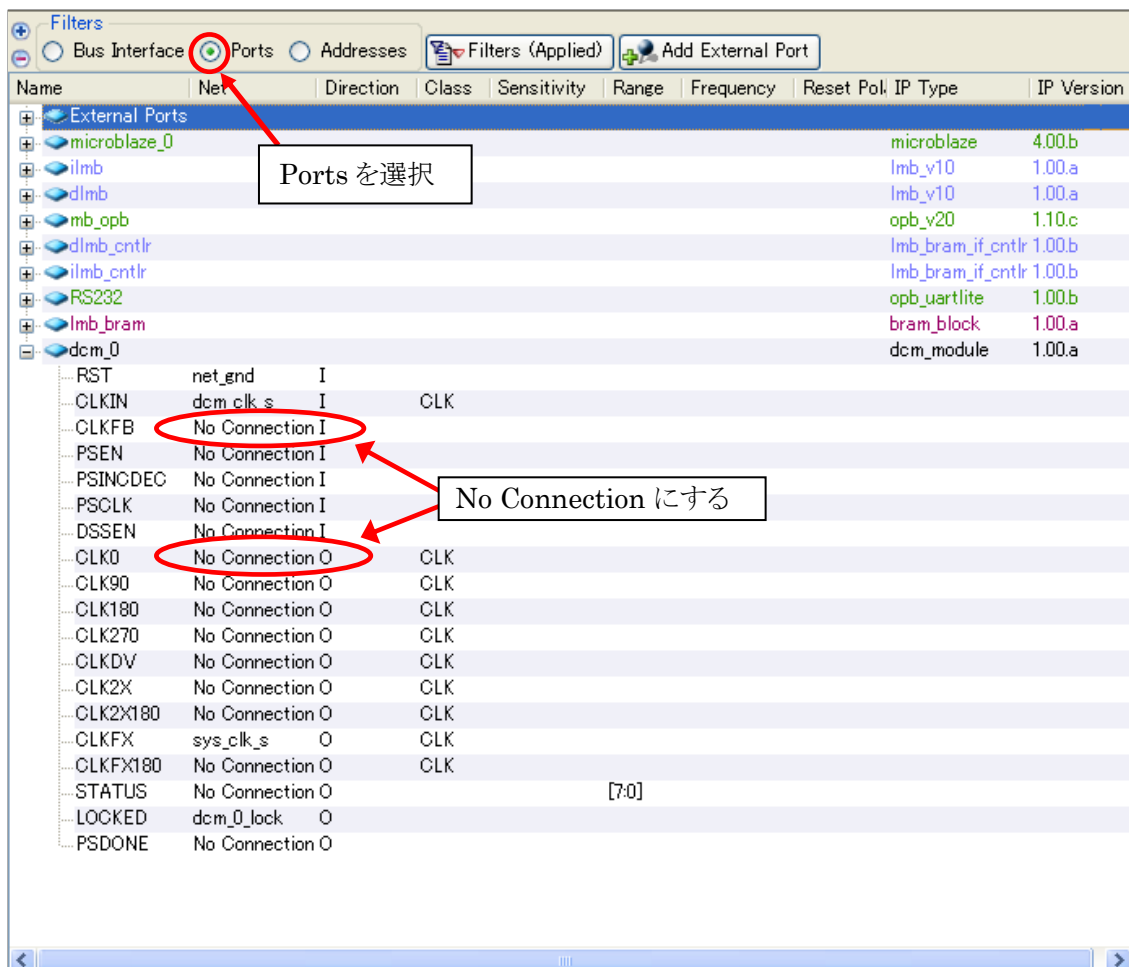 Filters
Bus Interface Ports Addresses Filters (Applied) Add External Port
Name Net Direction Class Sensitivity Range Frequency Reset Pol. IP Type IP Version
External Ports
microblaze_0 microblaze 4.00.b
Ports を選択
ilmb lmb_v10 1.00.a
dlmb lmb_v10 1.00.a
mb_opb opb_v20 1.10.c
dlmb_cntlr lmb_bram_if_cntlr 1.00.b
ilmb_cntlr lmb_bram_if_cntlr 1.00.b
RS232 opb_uartlite 1.00.b
lmb_bram bram_block 1.00.a
dcm_0 dcm_module 1.00.a
RST net_gnd I
CLKIN dcm_clk_s I CLK
CLKFB No Connection I
PSEN No Connection I
PSINCDEC No Connection I
No Connection にする
PSCLK No Connection I
DSSEN No Connection I
CLK0 No Connection O CLK
CLK90 No Connection O CLK
CLK180 No Connection O CLK
CLK270 No Connection O CLK
CLKDV No Connection O CLK
CLK2X No Connection O CLK
CLK2X180 No Connection O CLK
CLKFX sys_clk_s O CLK
CLKFX180 No Connection O CLK
STATUS No Connection O [7:0]
LOCKED dcm_0_lock O
PSDONE No Connection O